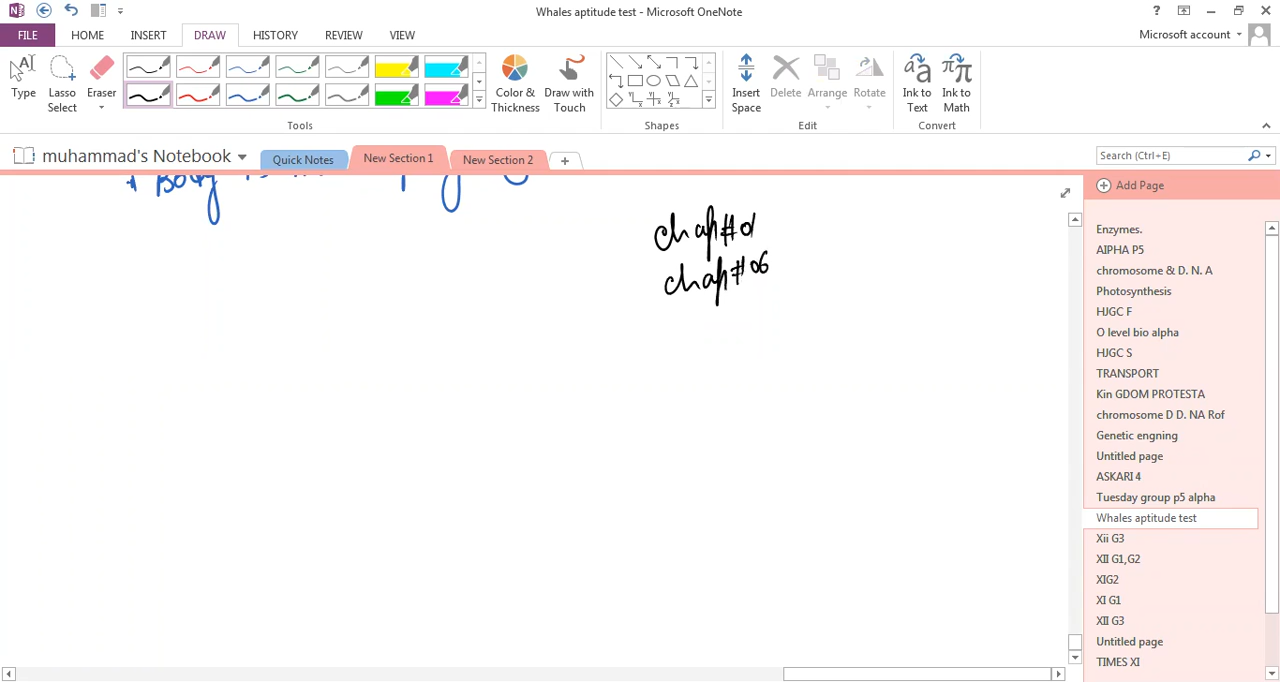 Whales aptitude test - Microsoft OneNote
FILE HOME INSERT DRAW HISTORY REVIEW VIEW
Microsoft account
Type
Lasso Select
Eraser
Color & Thickness
Draw with Touch
Insert Space
Delete
Arrange
Rotate
Ink to Text
Ink to Math
Tools
Shapes
Edit
Convert
muhammad's Notebook
Quick Notes
New Section 1
New Section 2
Search (Ctrl+E)
Add Page
Body
chap#0
chap#06
Enzymes.
AIPHA P5
chromosome & D. N. A
Photosynthesis
HJGC F
O level bio alpha
HJGC S
TRANSPORT
Kin GDOM PROTESTA
chromosome D D. NA Rof
Genetic engning
Untitled page
ASKARI 4
Tuesday group p5 alpha
Whales aptitude test
Xii G3
XII G1,G2
XIG2
XI G1
XII G3
Untitled page
TIMES XI